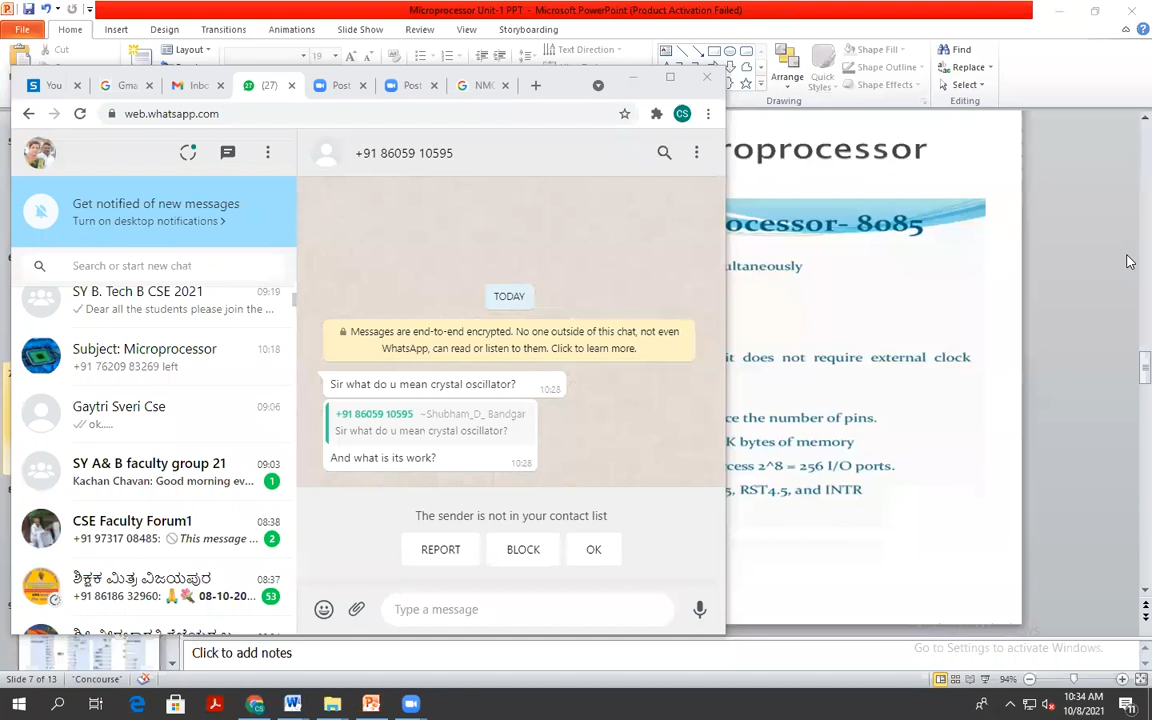 Microprocessor Unit-1 PPT - Microsoft PowerPoint (Product Activation Failed)
File Home Insert Design Transitions Animations Slide Show Review View Storyboarding
Cut Layout 19 Text Direction Shape Fill Find
Arrange Quick Shape Outline Replace
Styles Shape Effects Select
Drawing Editing
You Gma Inbo (27) Post Post NMC
web.whatsapp.com CS
+91 86059 10595
Get notified of new messages
Turn on desktop notifications >
Search or start new chat
SY B. Tech B CSE 2021 09:19
Dear all the students please join the ...
Subject: Microprocessor 10:18
+91 76209 83269 left
Gaytri Sveri Cse 09:06
ok.....
SY A& B faculty group 21 09:03
Kachan Chavan: Good morning ev... 1
CSE Faculty Forum1 08:38
+91 97317 08485: This message ... 2
ಶಿಕ್ಷಕ ಮಿತ್ರ ವಿಜಯಪುರ 08:37
+91 86186 32960: 🙏🌷 08-10-20... 53
TODAY
Messages are end-to-end encrypted. No one outside of this chat, not even
WhatsApp, can read or listen to them. Click to learn more.
Sir what do u mean crystal oscillator? 10:28
+91 86059 10595 ~Shubham_D_ Bandgar
Sir what do u mean crystal oscillator?
And what is its work? 10:28
The sender is not in your contact list
REPORT BLOCK OK
Type a message
roprocessor
ocessor- 8085
ultaneously
it does not require external clock
ce the number of pins.
K bytes of memory
cess 2^8 = 256 I/O ports.
5, RST4.5, and INTR
Click to add notes
Go to Settings to activate Windows.
Slide 7 of 13 "Concourse" 94%
10:34 AM
10/8/2021
11